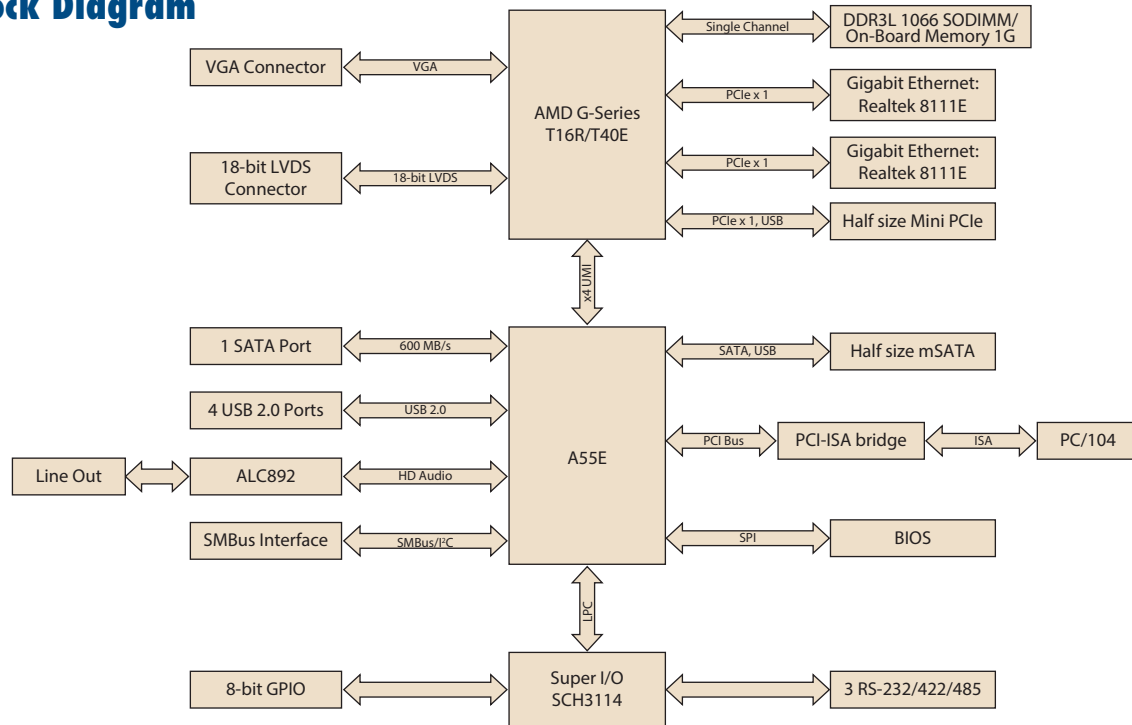 ock Diagram
VGA Connector
VGA
18-bit LVDS
Connector
18-bit LVDS
AMD G-Series
T16R/T40E
Single Channel
DDR3L 1066 SODIMM/
On-Board Memory 1G
PCIe x 1
Gigabit Ethernet:
Realtek 8111E
PCIe x 1
Gigabit Ethernet:
Realtek 8111E
PCIe x 1, USB
Half size Mini PCIe
x4 UMI
1 SATA Port
600 MB/s
4 USB 2.0 Ports
USB 2.0
Line Out
ALC892
HD Audio
SMBus Interface
SMBus/I²C
A55E
SATA, USB
Half size mSATA
PCI Bus
PCI-ISA bridge
ISA
PC/104
SPI
BIOS
LPC
8-bit GPIO
Super I/O
SCH3114
3 RS-232/422/485